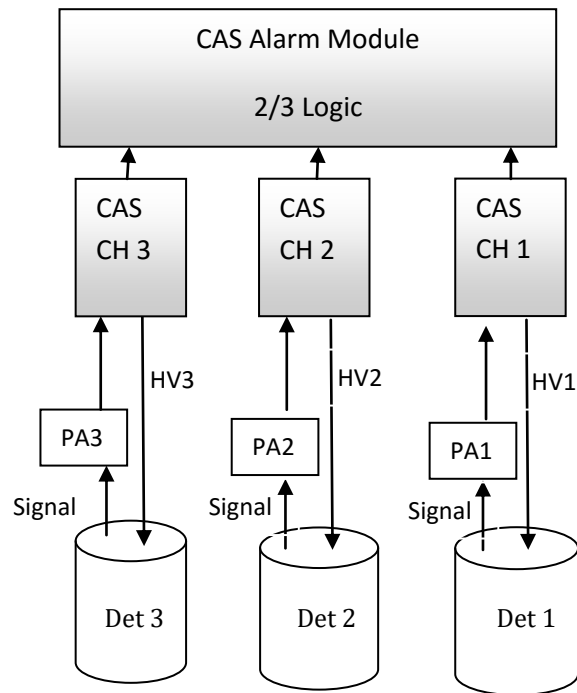 CAS Alarm Module
2/3 Logic
CAS
CH 3
CAS
CH 2
CAS
CH 1
HV3
HV2
HV1
PA3
PA2
PA1
Signal
Signal
Signal
Det 3
Det 2
Det 1